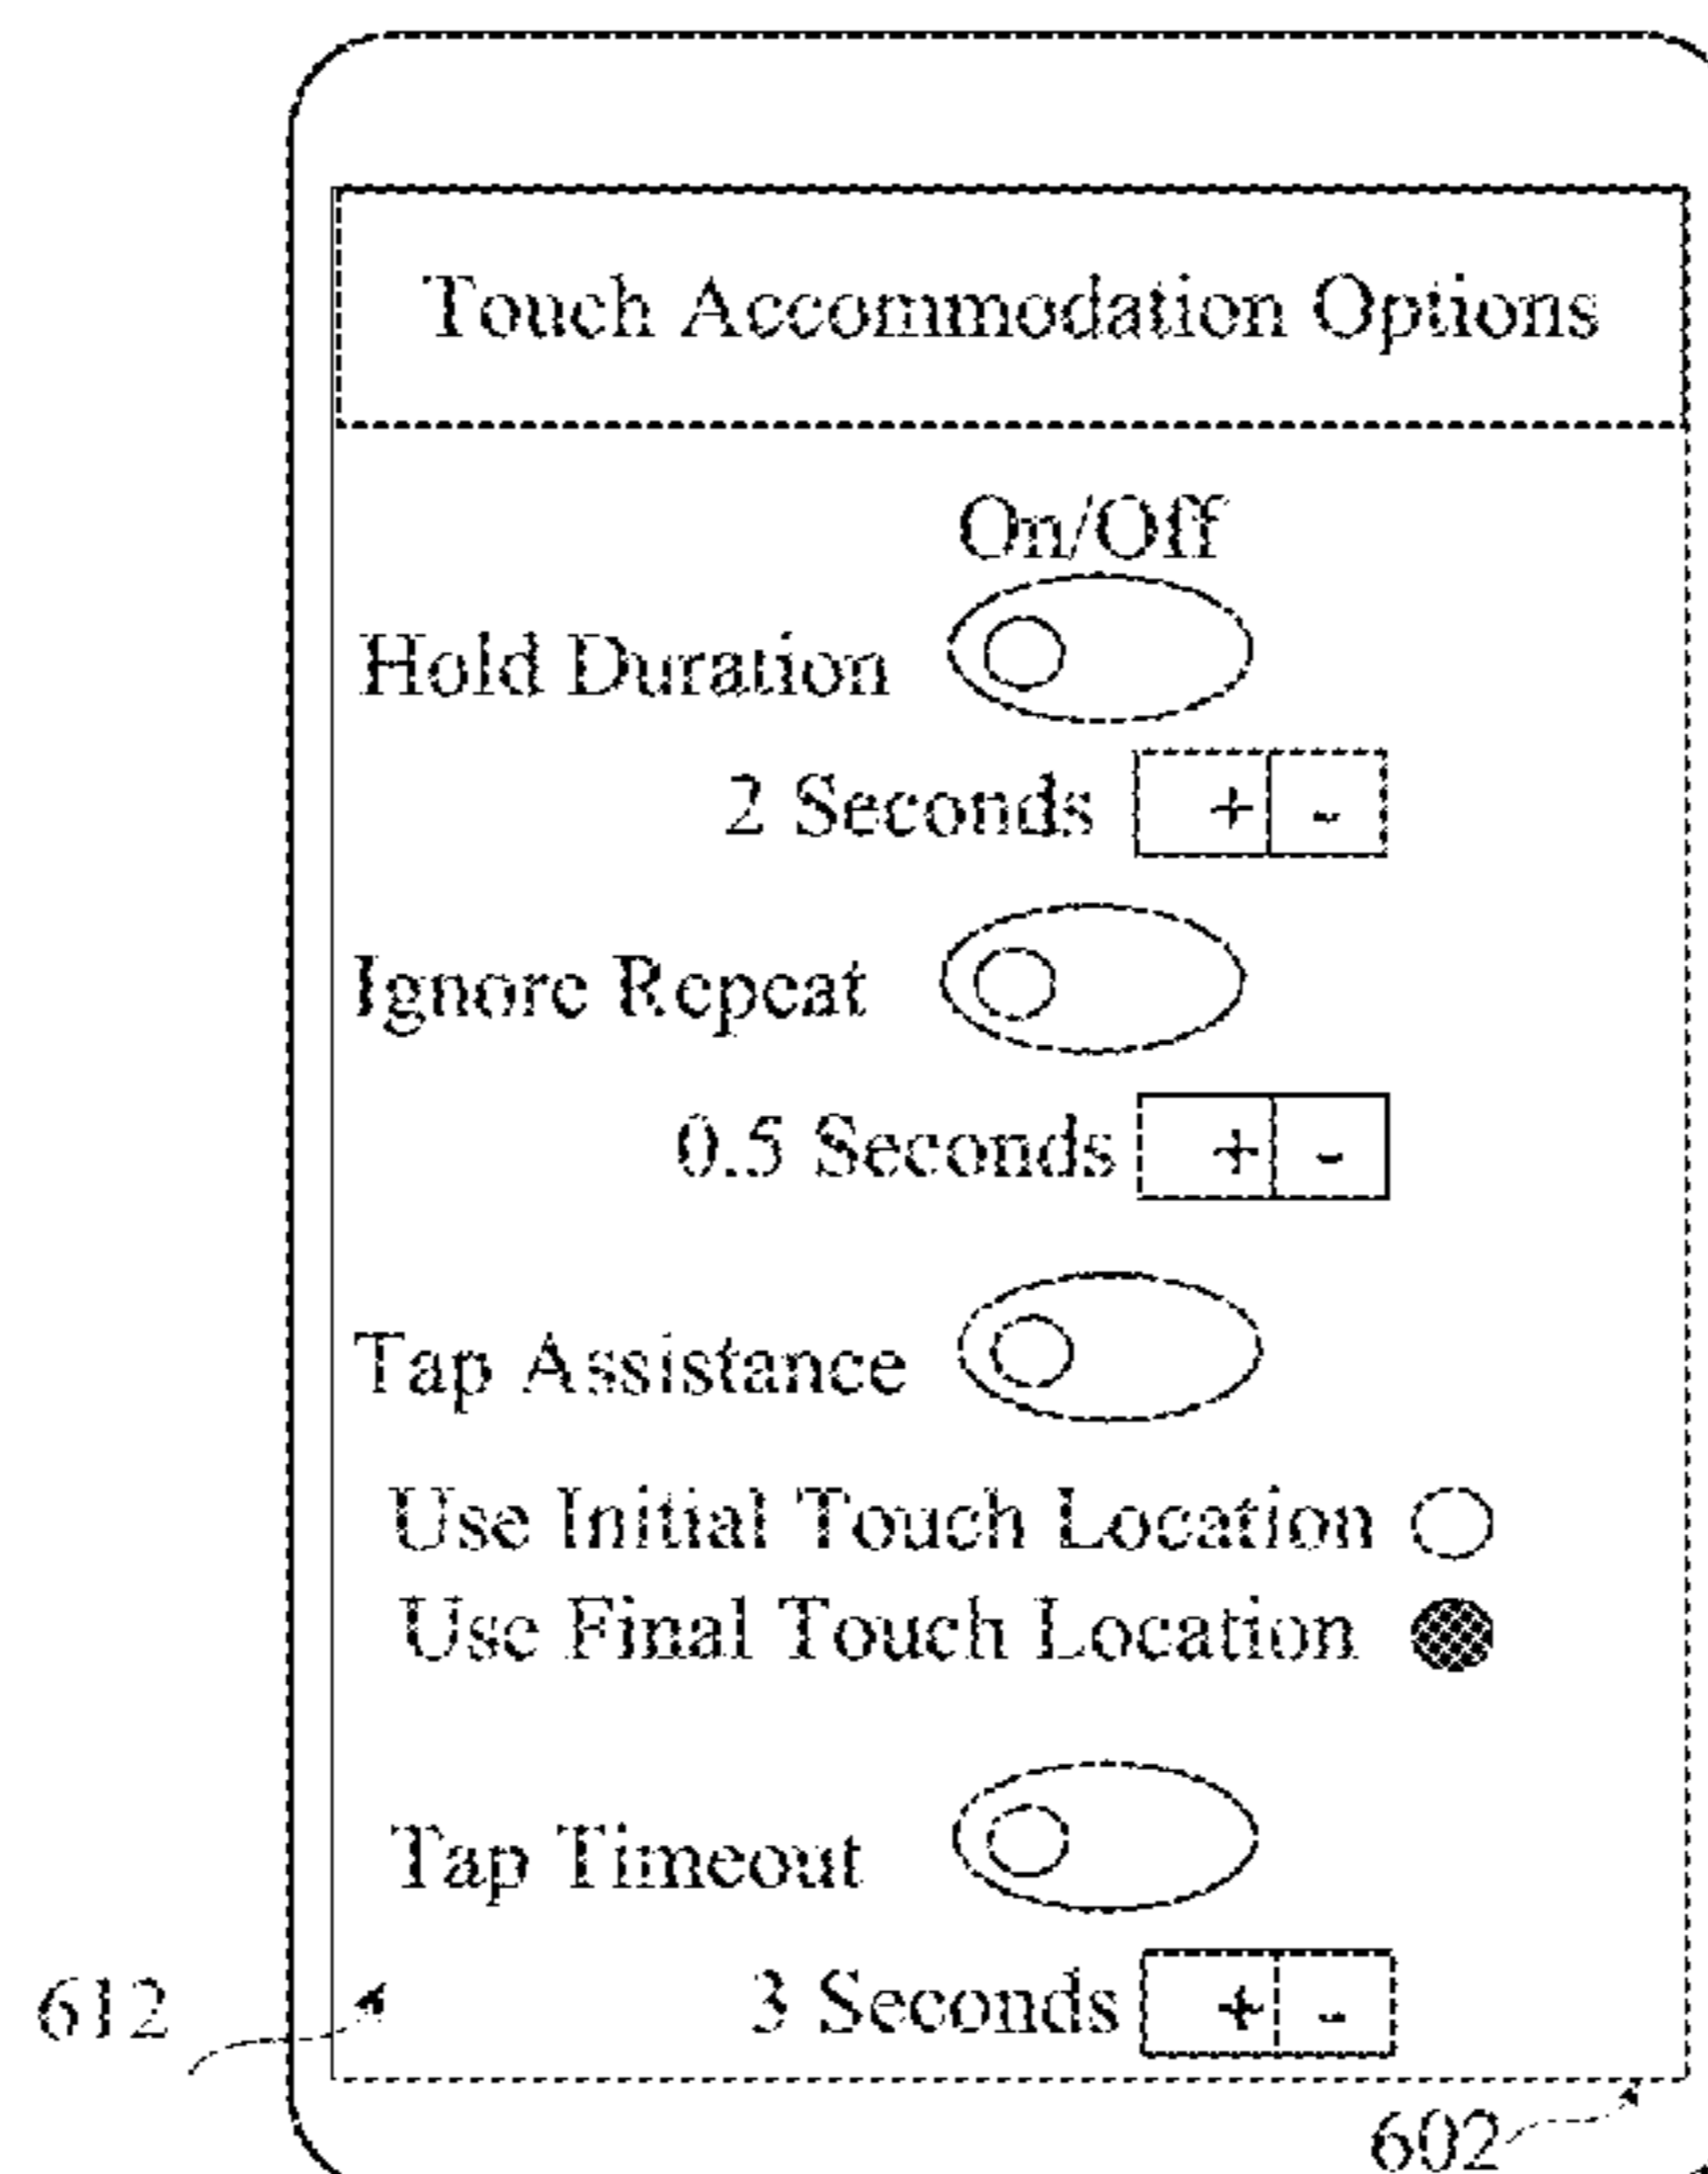 Touch Accommodation Options
On/Off
Hold Duration
2 Seconds + -
Ignore Repeat
0.5 Seconds + -
Tap Assistance
Use Initial Touch Location
Use Final Touch Location
Tap Timeout
612
3 Seconds + -
602